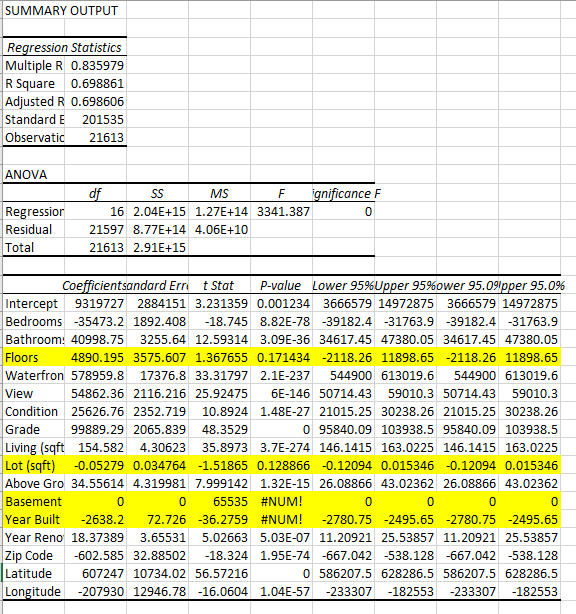 SUMMARY OUTPUT
Regression Statistics
Multiple R 0.835979
R Square 0.698861
Adjusted R 0.698606
Standard E 201535
Observatic 21613
ANOVA
df SS MS F ignificance F
Regression 16 2.04E+15 1.27E+14 3341.387 0
Residual 21597 8.77E+14 4.06E+10
Total 21613 2.91E+15
Coefficients andard Erro t Stat P-value Lower 95% Upper 95% ower 95.0% pper 95.0%
Intercept 9319727 2884151 3.231359 0.001234 3666579 14972875 3666579 14972875
Bedrooms -35473.2 1892.408 -18.745 8.82E-78 -39182.4 -31763.9 -39182.4 -31763.9
Bathrooms 40998.75 3255.64 12.59314 3.09E-36 34617.45 47380.05 34617.45 47380.05
Floors 4890.195 3575.607 1.367655 0.171434 -2118.26 11898.65 -2118.26 11898.65
Waterfron 578959.8 17376.8 33.31797 2.1E-237 544900 613019.6 544900 613019.6
View 54862.36 2116.216 25.92475 6E-146 50714.43 59010.3 50714.43 59010.3
Condition 25626.76 2352.719 10.8924 1.48E-27 21015.25 30238.26 21015.25 30238.26
Grade 99889.29 2065.839 48.3529 0 95840.09 103938.5 95840.09 103938.5
Living (sqft 154.582 4.30623 35.8973 3.7E-274 146.1415 163.0225 146.1415 163.0225
Lot (sqft) -0.05279 0.034764 -1.51865 0.128866 -0.12094 0.015346 -0.12094 0.015346
Above Gro 34.55614 4.319981 7.999142 1.32E-15 26.08866 43.02362 26.08866 43.02362
Basement 0 0 65535 #NUM! 0 0 0 0
Year Built -2638.2 72.726 -36.2759 #NUM! -2780.75 -2495.65 -2780.75 -2495.65
Year Reno 18.37389 3.65531 5.02663 5.03E-07 11.20921 25.53857 11.20921 25.53857
Zip Code -602.585 32.88502 -18.324 1.95E-74 -667.042 -538.128 -667.042 -538.128
Latitude 607247 10734.02 56.57216 0 586207.5 628286.5 586207.5 628286.5
Longitude -207930 12946.78 -16.0604 1.04E-57 -233307 -182553 -233307 -182553